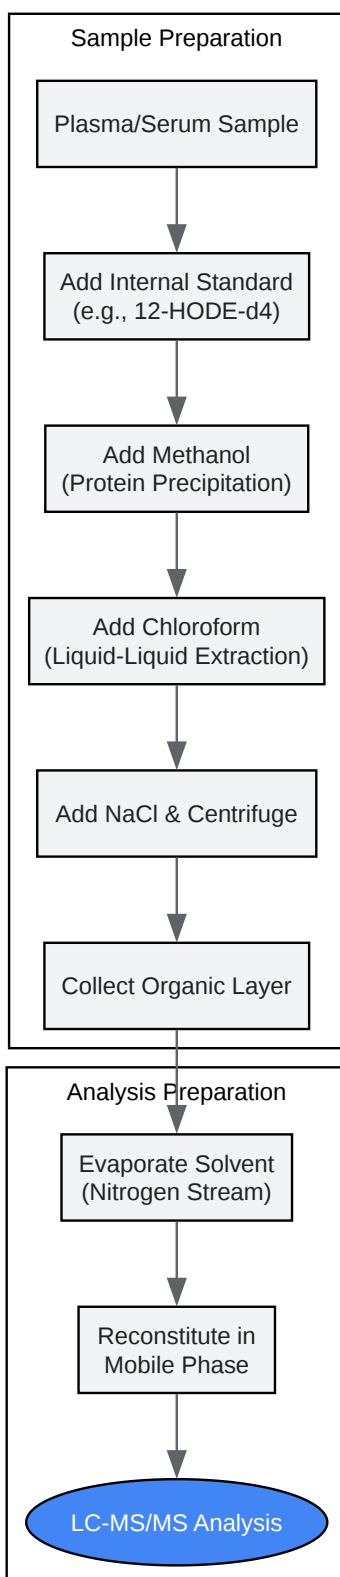 Sample Preparation
Plasma/Serum Sample
Add Internal Standard
(e.g., 12-HODE-d4)
Add Methanol
(Protein Precipitation)
Add Chloroform
(Liquid-Liquid Extraction)
Add NaCl & Centrifuge
Collect Organic Layer
Analysis Preparation
Evaporate Solvent
(Nitrogen Stream)
Reconstitute in
Mobile Phase
LC-MS/MS Analysis